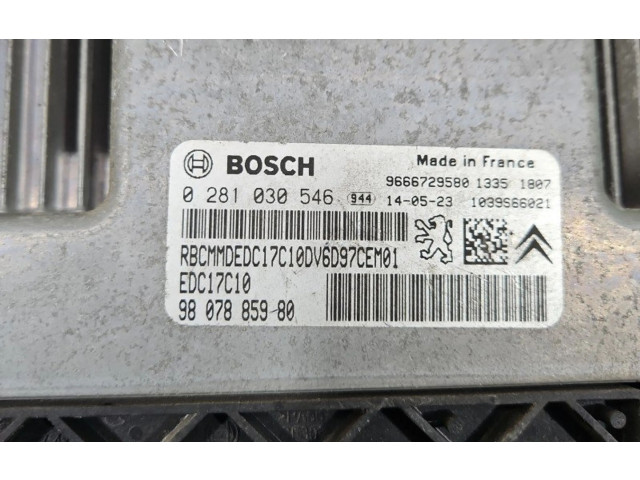 BOSCH
Made in France
9666729580 1335 1807
0 281 030 546 944 14-05-23 1039S66021
RBCMMDEDC17C10DV6D97CEM01
EDC17C10
98 078 859 80